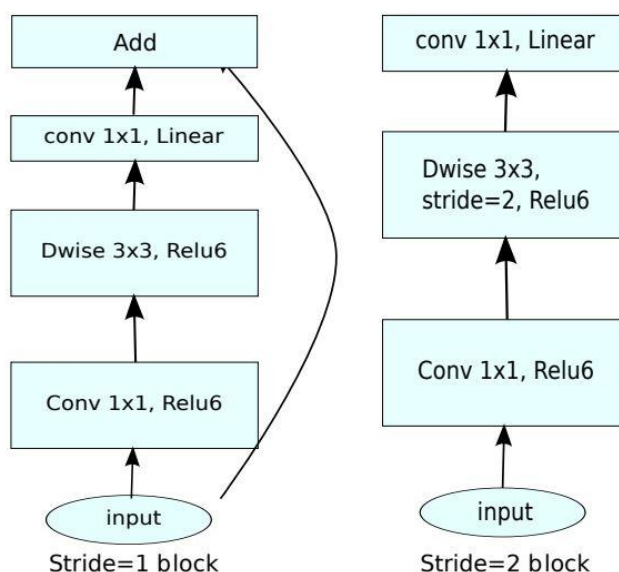 Add
conv 1x1, Linear
Dwise 3x3, Relu6
Conv 1x1, Relu6
input
Stride=1 block
conv 1x1, Linear
Dwise 3x3,
stride=2, Relu6
Conv 1x1, Relu6
input
Stride=2 block